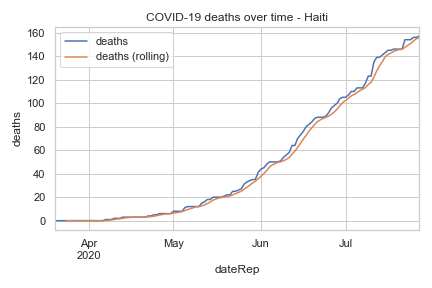 COVID-19 deaths over time - Haiti
deaths
deaths (rolling)
160
140
120
100
80
60
40
20
0
deaths
Apr
2020
May
Jun
Jul
dateRep